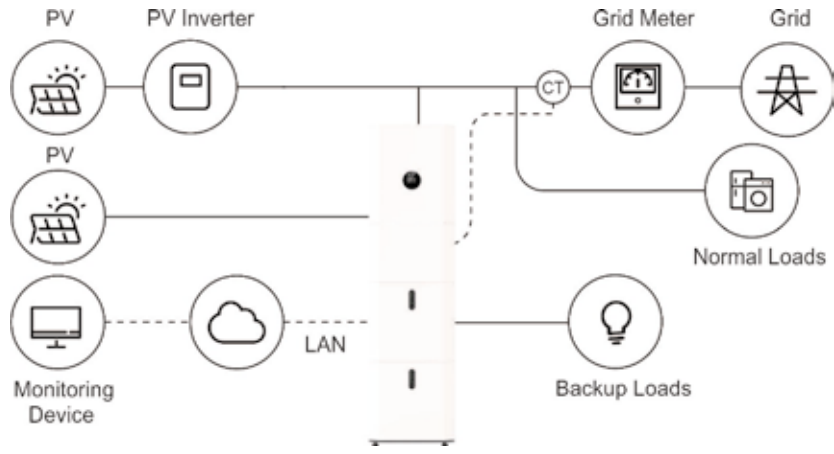 PV
PV Inverter
Grid Meter
Grid
CT
PV
Normal Loads
LAN
Monitoring
Device
Backup Loads